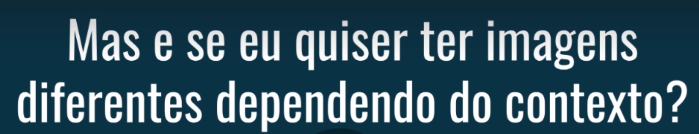 Mas e se eu quiser ter imagens
diferentes dependendo do contexto?